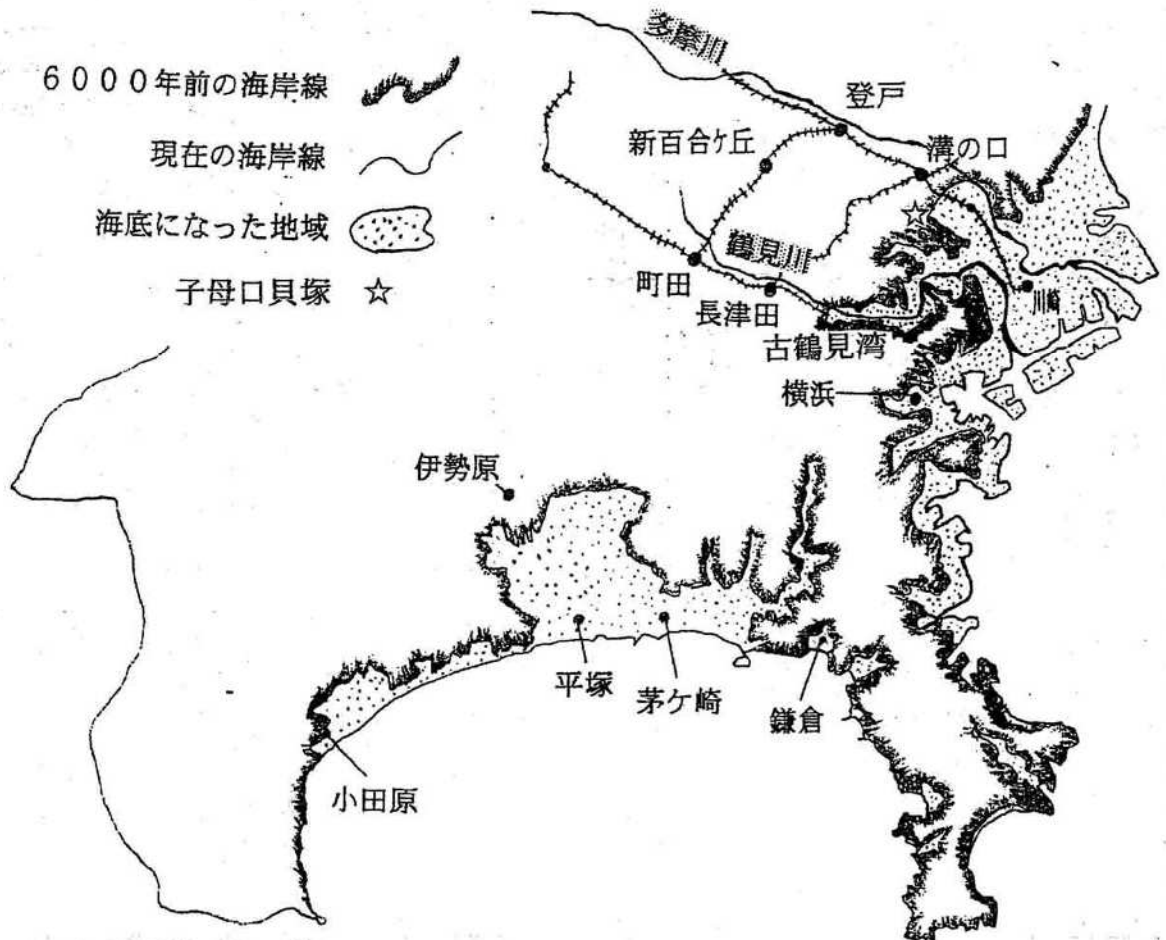 6000年前の海岸線
現在の海岸線
海底になった地域
子母口貝塚 ☆
多摩川
登戸
新百合ケ丘
溝の口
☆
鶴見川
町田
長津田
川崎
古鶴見湾
横浜
伊勢原
平塚
茅ケ崎
鎌倉
小田原